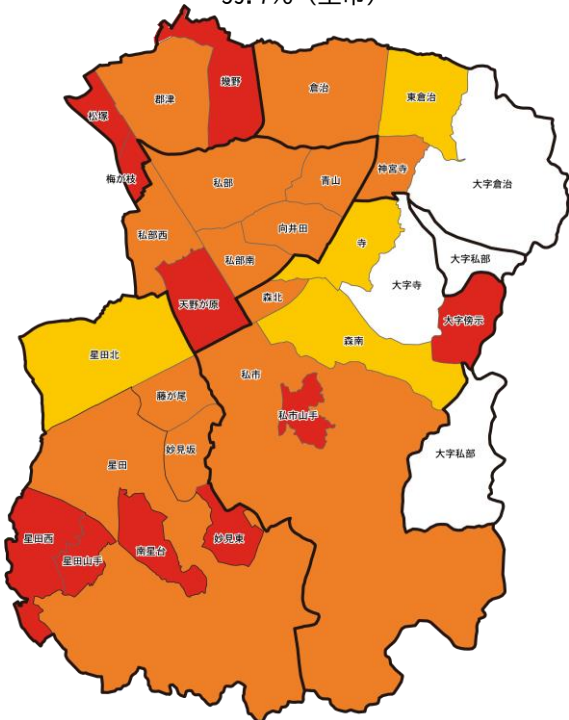 幾野
郡津
倉治
東倉治
松塚
梅が枝
神宮寺
大字倉治
私部
青山
私部西
向井田
寺
私部南
大字私部
大字寺
天野が原
森北
大字傍示
星田北
森南
私市
藤が尾
私市山手
妙見坂
大字私部
星田
星田西
南星台
妙見東
星田山手